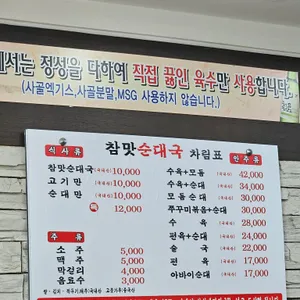 에서는 정성을 다하여 직접 끓인 육수만 사용합니다.
(사골엑기스,사골분말,MSG 사용하지 않습니다.)
참맛순대국 차림표
식 사 류
참맛순대국 10,000
고 기 만 10,000
순 대 만 10,000
특 12,000
주 류
소 주 5,000
맥 주 5,000
막걸리 4,000
음료수 3,000
안 주 류
수육+모듬 42,000
수육+순대 34,000
모듬순대 30,000
쭈꾸미볶음+순대 30,000
수 육 28,000
편육+순대 24,000
술 국 22,000
편 육 17,000
아바이순대 17,000